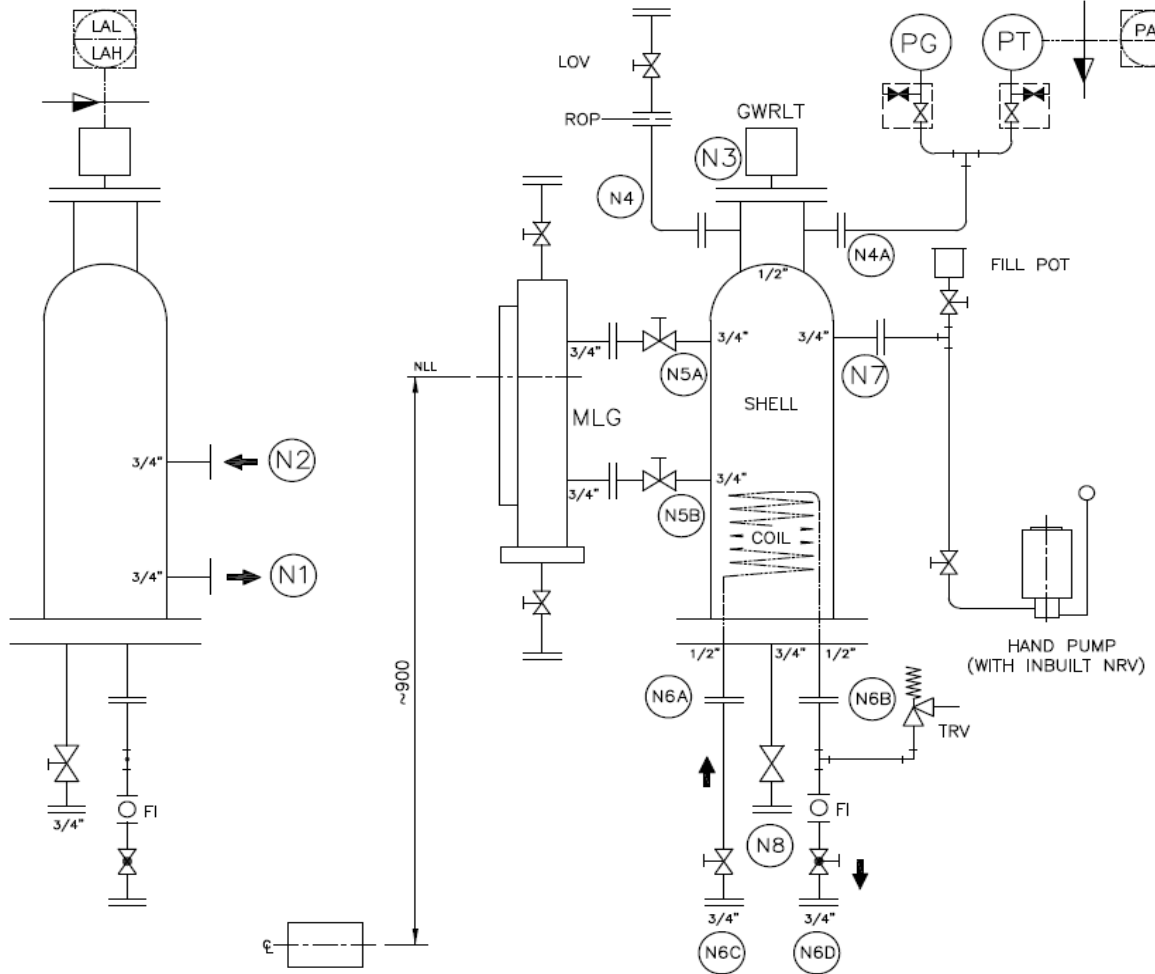 LAL
LAH
N2
3/4"
N1
3/4"
3/4"
FI
℄
~900
NLL
LOV
ROP
N4
N3
GWRLT
PG
PT
PA
N4A
1/2"
FILL POT
3/4"
N5A
3/4"
3/4"
N7
MLG
SHELL
3/4"
N5B
3/4"
COIL
HAND PUMP
(WITH INBUILT NRV)
1/2"
3/4"
1/2"
N6A
N6B
TRV
FI
N8
3/4"
3/4"
N6C
N6D